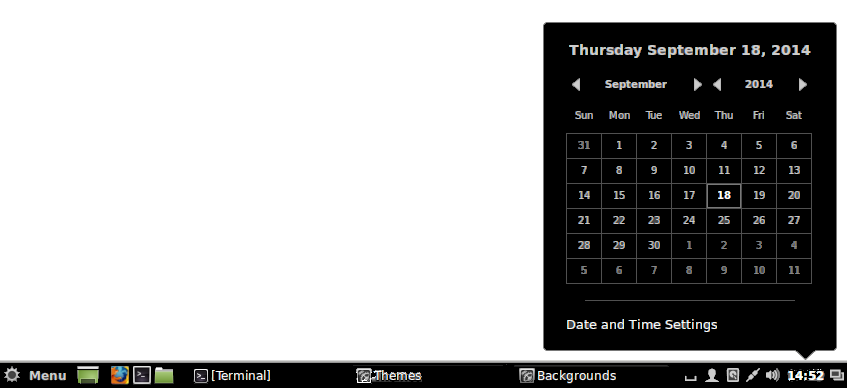 Thursday September 18, 2014
September 2014
Sun Mon Tue Wed Thu Fri Sat
31 1 2 3 4 5 6
7 8 9 10 11 12 13
14 15 16 17 18 19 20
21 22 23 24 25 26 27
28 29 30 1 2 3 4
5 6 7 8 9 10 11
Date and Time Settings
Menu [Terminal] Themes Backgrounds 14:52